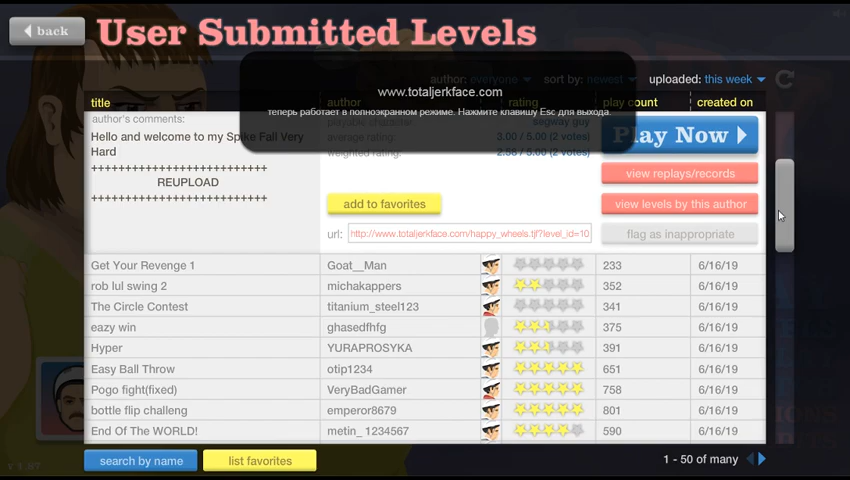 back
User Submitted Levels
author: everyone sort by: newest uploaded: this week
www.totaljerkface.com
теперь работает в полноэкранном режиме. Нажмите клавишу Esc для выхода.
title author rating play count created on
author's comments:
Hello and welcome to my Spike Fall Very
Hard
++++++++++++++++++++++++++
REUPLOAD
++++++++++++++++++++++++++
segway guy
average rating: 3.00 / 5.00 (2 votes)
weighted rating: 2.58 / 5.00 (2 votes)
Play Now
view replays/records
add to favorites
view levels by this author
url: http://www.totaljerkface.com/happy_wheels.tjf?level_id=10
flag as inappropriate
Get Your Revenge 1 Goat__Man 233 6/16/19
rob lul swing 2 michakappers 352 6/16/19
The Circle Contest titanium_steel123 341 6/16/19
eazy win ghasedfhfg 375 6/16/19
Hyper YURAPROSYKA 391 6/16/19
Easy Ball Throw otip1234 651 6/16/19
Pogo fight(fixed) VeryBadGamer 758 6/16/19
bottle flip challeng emperor8679 801 6/16/19
End Of The WORLD! metin_ 1234567 590 6/16/19
search by name list favorites 1 - 50 of many
v 1.87